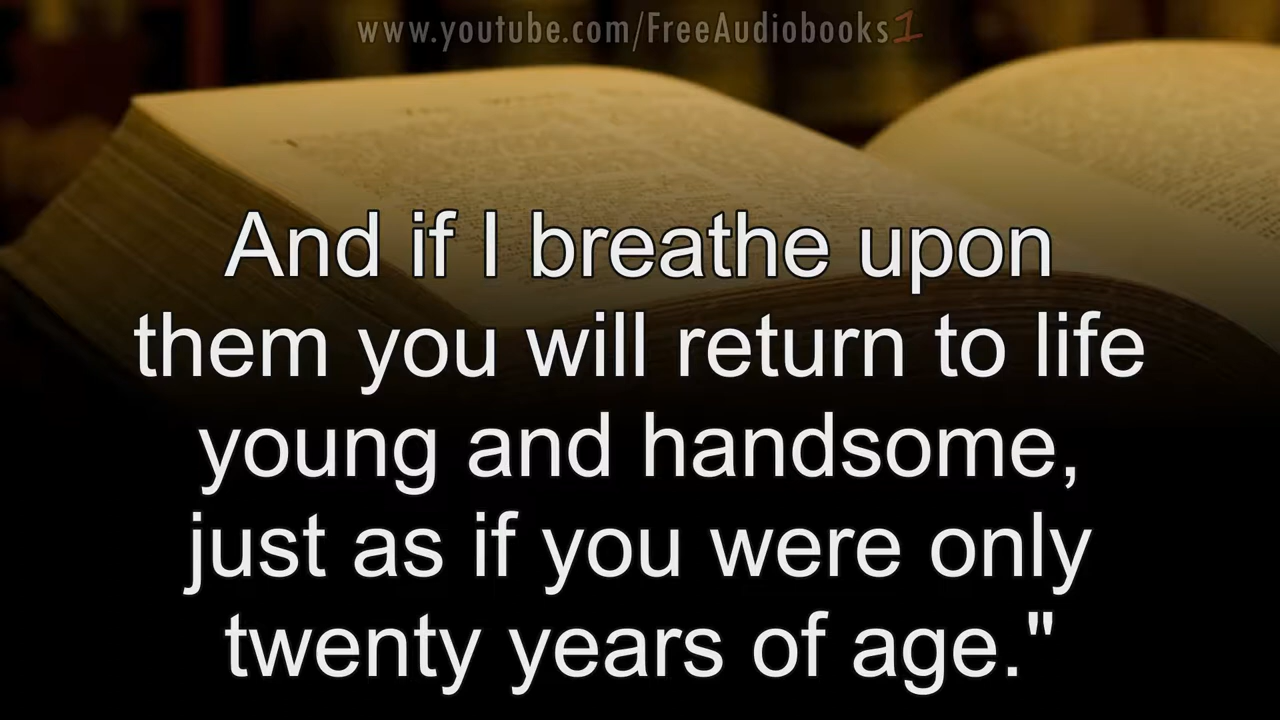 www.youtube.com/FreeAudiobooks1
And if I breathe upon
them you will return to life
young and handsome,
just as if you were only
twenty years of age."